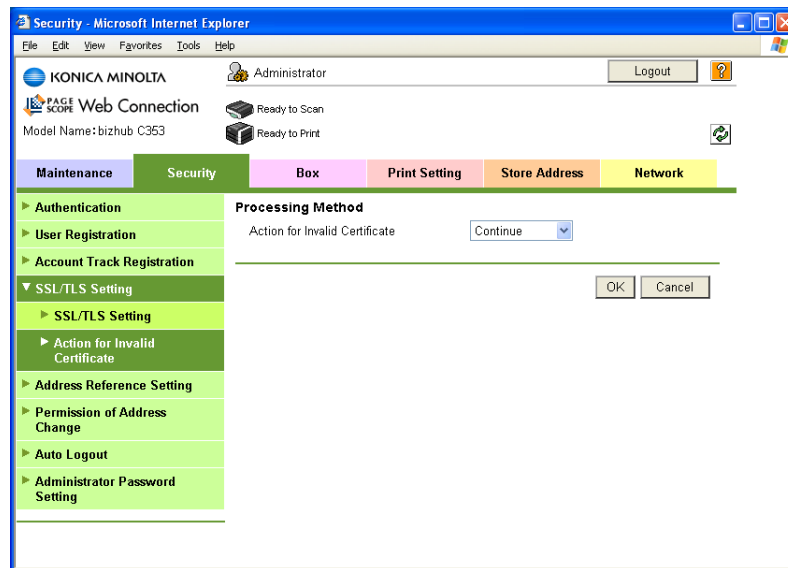 Security - Microsoft Internet Explorer
File Edit View Favorites Tools Help
KONICA MINOLTA
Administrator
Logout
?
PAGE SCOPE Web Connection
Ready to Scan
Model Name:bizhub C353
Ready to Print
Maintenance Security Box Print Setting Store Address Network
Authentication
User Registration
Account Track Registration
SSL/TLS Setting
SSL/TLS Setting
Action for Invalid
Certificate
Address Reference Setting
Permission of Address
Change
Auto Logout
Administrator Password
Setting
Processing Method
Action for Invalid Certificate Continue
OK Cancel